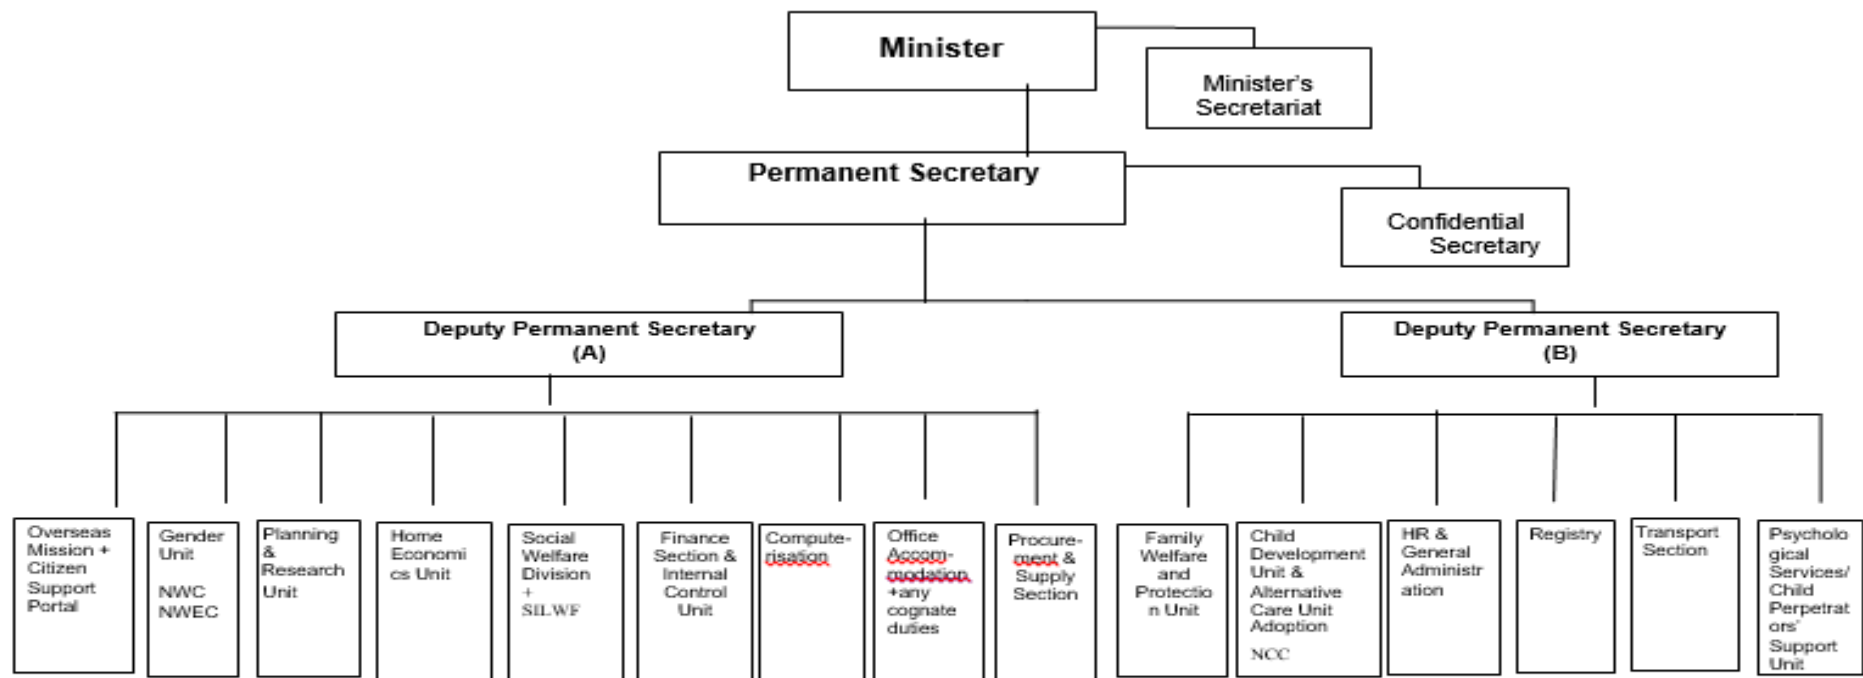 Minister
Minister's
Secretariat
Permanent Secretary
Confidential
Secretary
Deputy Permanent Secretary
(A)
Deputy Permanent Secretary
(B)
Overseas
Mission +
Citizen
Support
Portal
Gender
Unit
NWC
NWEC
Planning
&
Research
Unit
Home
Economi
cs Unit
Social
Welfare
Division
+
SILWF
Finance
Section &
Internal
Control
Unit
Compute-
risation
Office
Accom-
modation
+any
cognate
duties
Procure-
ment &
Supply
Section
Family
Welfare
and
Protectio
n Unit
Child
Development
Unit &
Alternative
Care Unit
Adoption
NCC
HR &
General
Administr
ation
Registry
Transport
Section
Psycholo
gical
Services/
Child
Perpetrat
ors'
Support
Unit